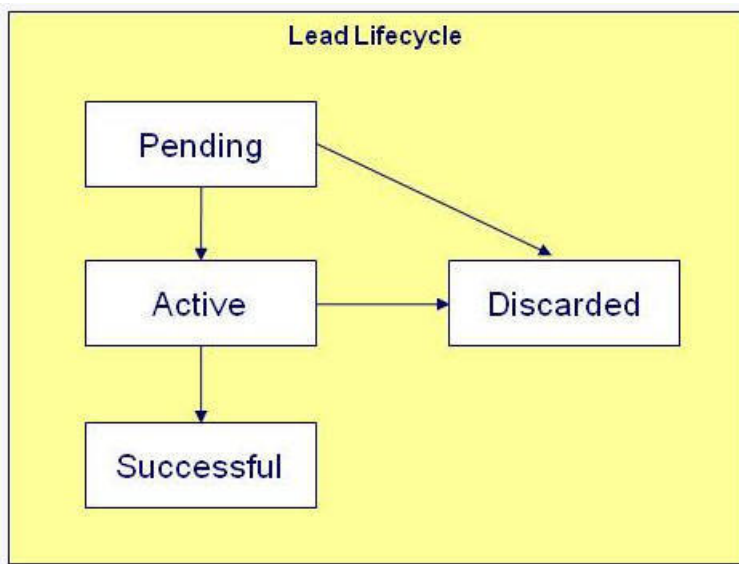 Lead Lifecycle
Pending
Active
Discarded
Successful